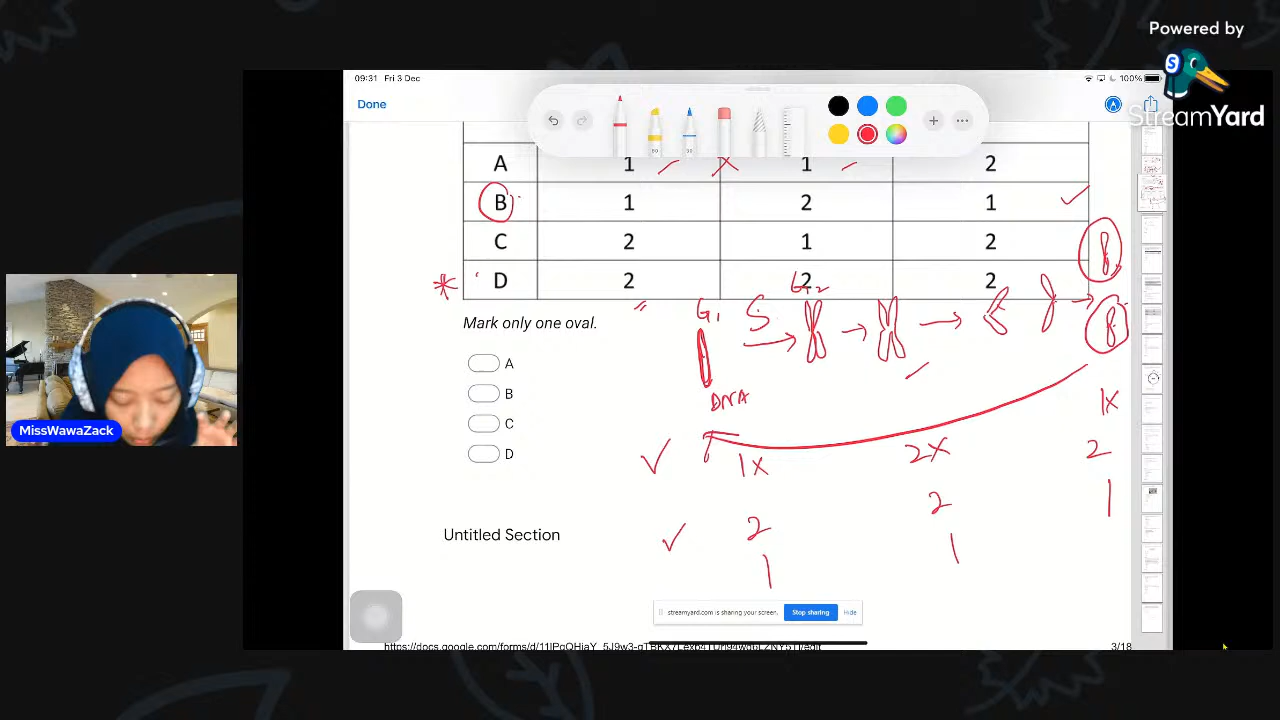 Powered by
StreamYard
09:31 Fri 3 Dec
100%
Done
A 1 1 2
B 1 2 1
C 2 1 2
D 2 2 2
G1 S G2
DNA
Mark only one oval.
A
B
C
D
1X 2X 1X
2 2 2
1 1 1
Untitled Section
MissWawaZack
streamyard.com is sharing your screen.
Stop sharing
Hide
3/18